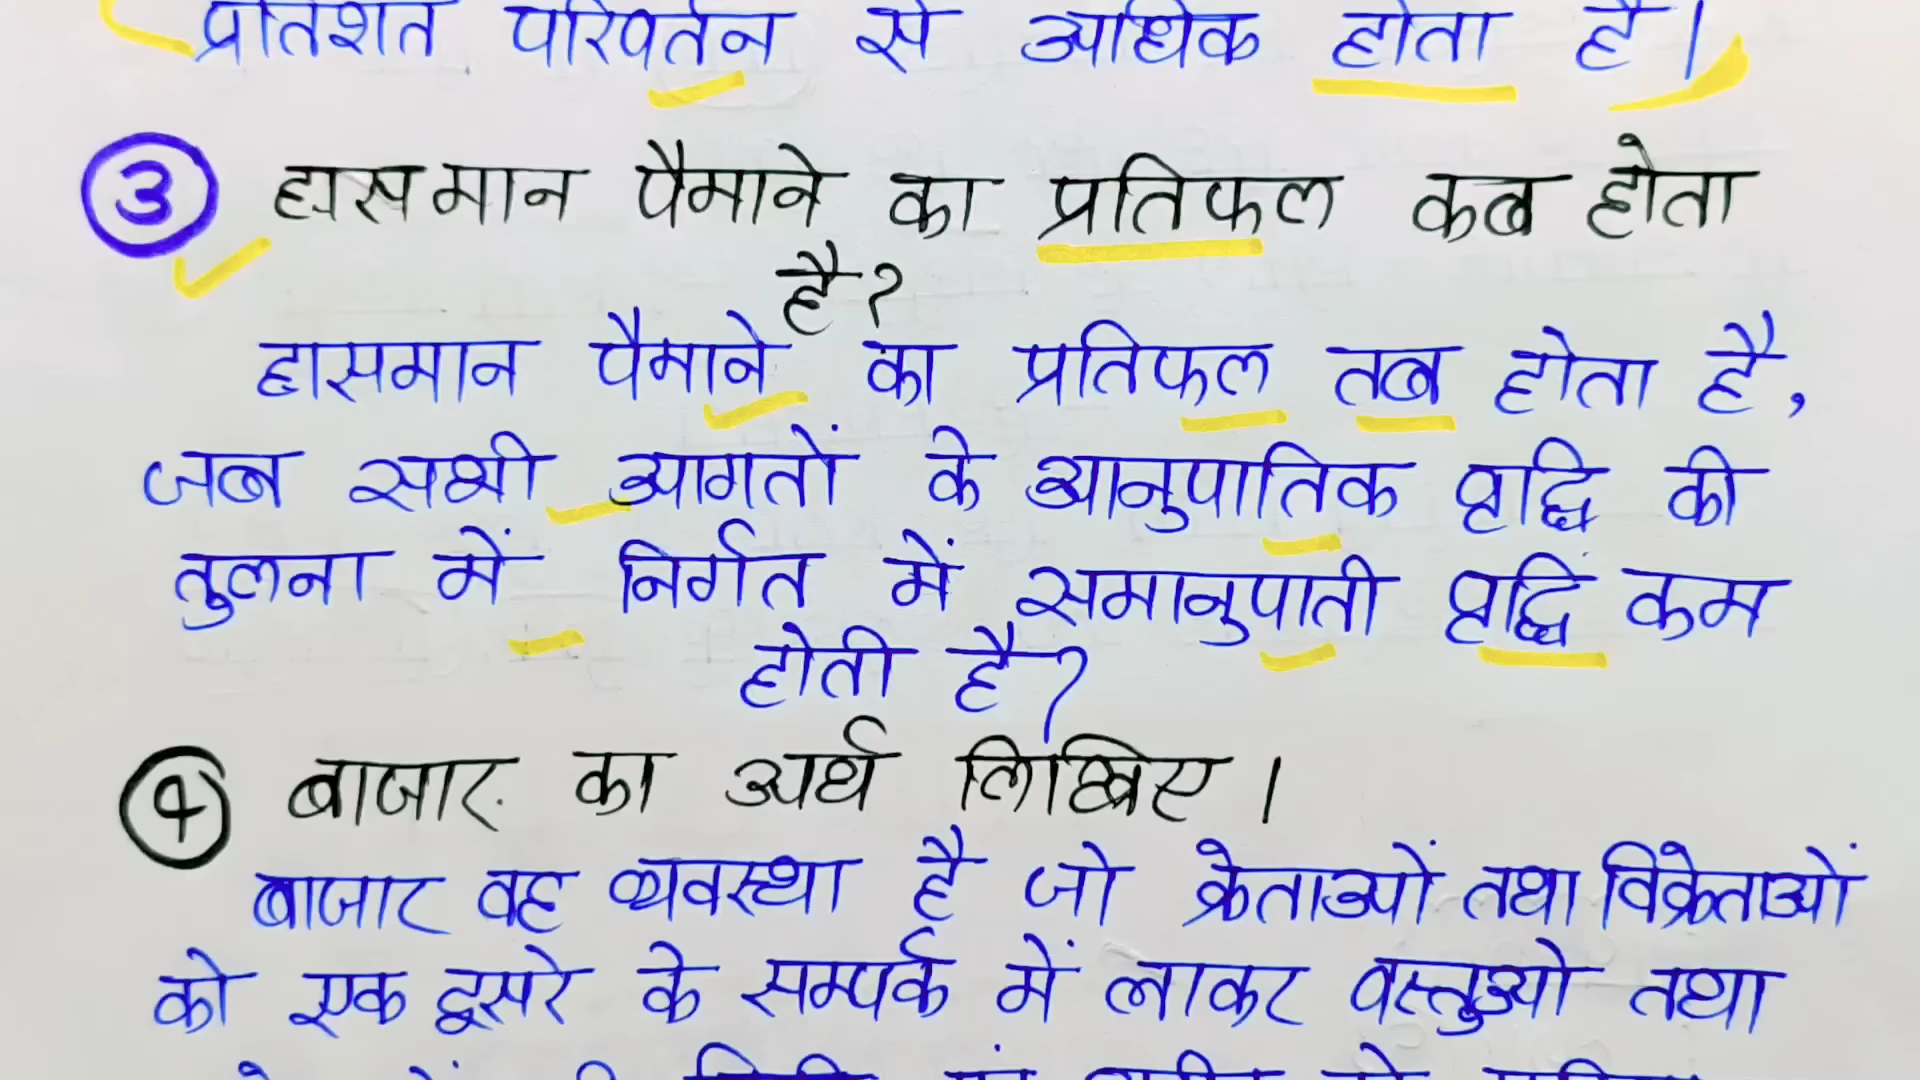 प्रतिशत परिवर्तन से अधिक होता है।
③ ह्रासमान पैमाने का प्रतिफल कब होता
है?
ह्रासमान पैमाने का प्रतिफल तब होता है,
जब सभी आगतों के आनुपातिक वृद्धि की
तुलना में निर्गत में समानुपाती वृद्धि कम
होती है?
④ बाजार का अर्थ लिखिए।
बाजार वह व्यवस्था है जो क्रेताओं तथा विक्रेताओं
को एक दूसरे के सम्पर्क में लाकर वस्तुओ तथा